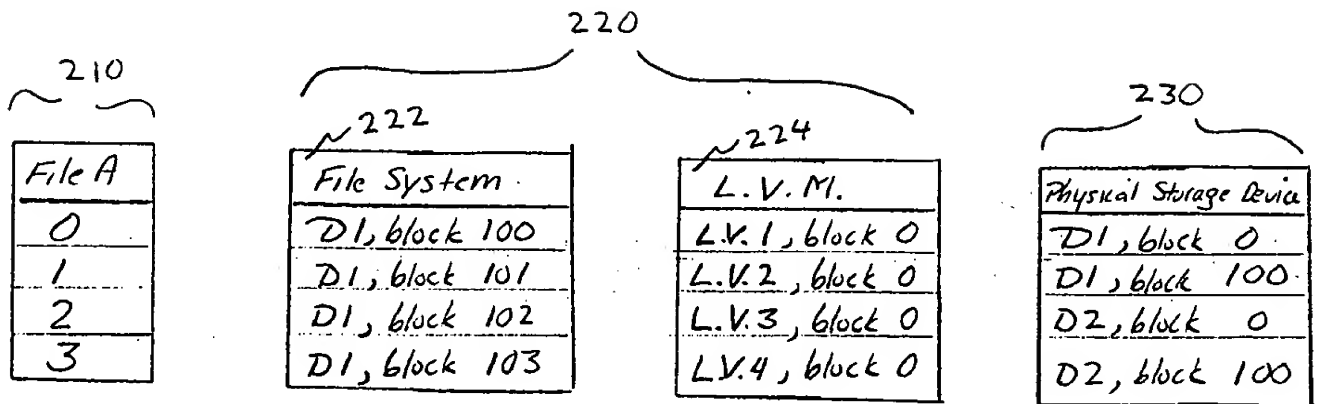 220
210
230
222
224
File A
0
1
2
3
File System
D1, block 100
D1, block 101
D1, block 102
D1, block 103
L.V.M.
L.V.1, block 0
L.V.2, block 0
L.V.3, block 0
L.V.4, block 0
Physical Storage Device
D1, block 0
D1, block 100
D2, block 0
D2, block 100